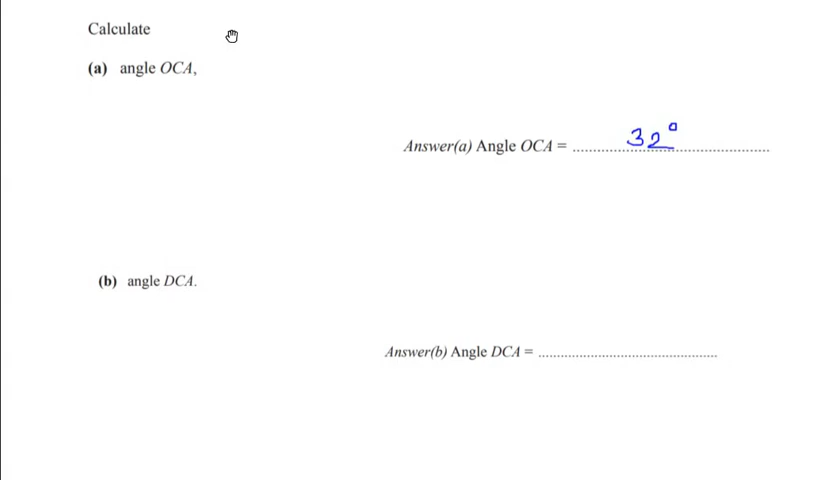 Calculate
(a) angle OCA,
Answer(a) Angle OCA = ........................ 32°
(b) angle DCA.
Answer(b) Angle DCA = ........................